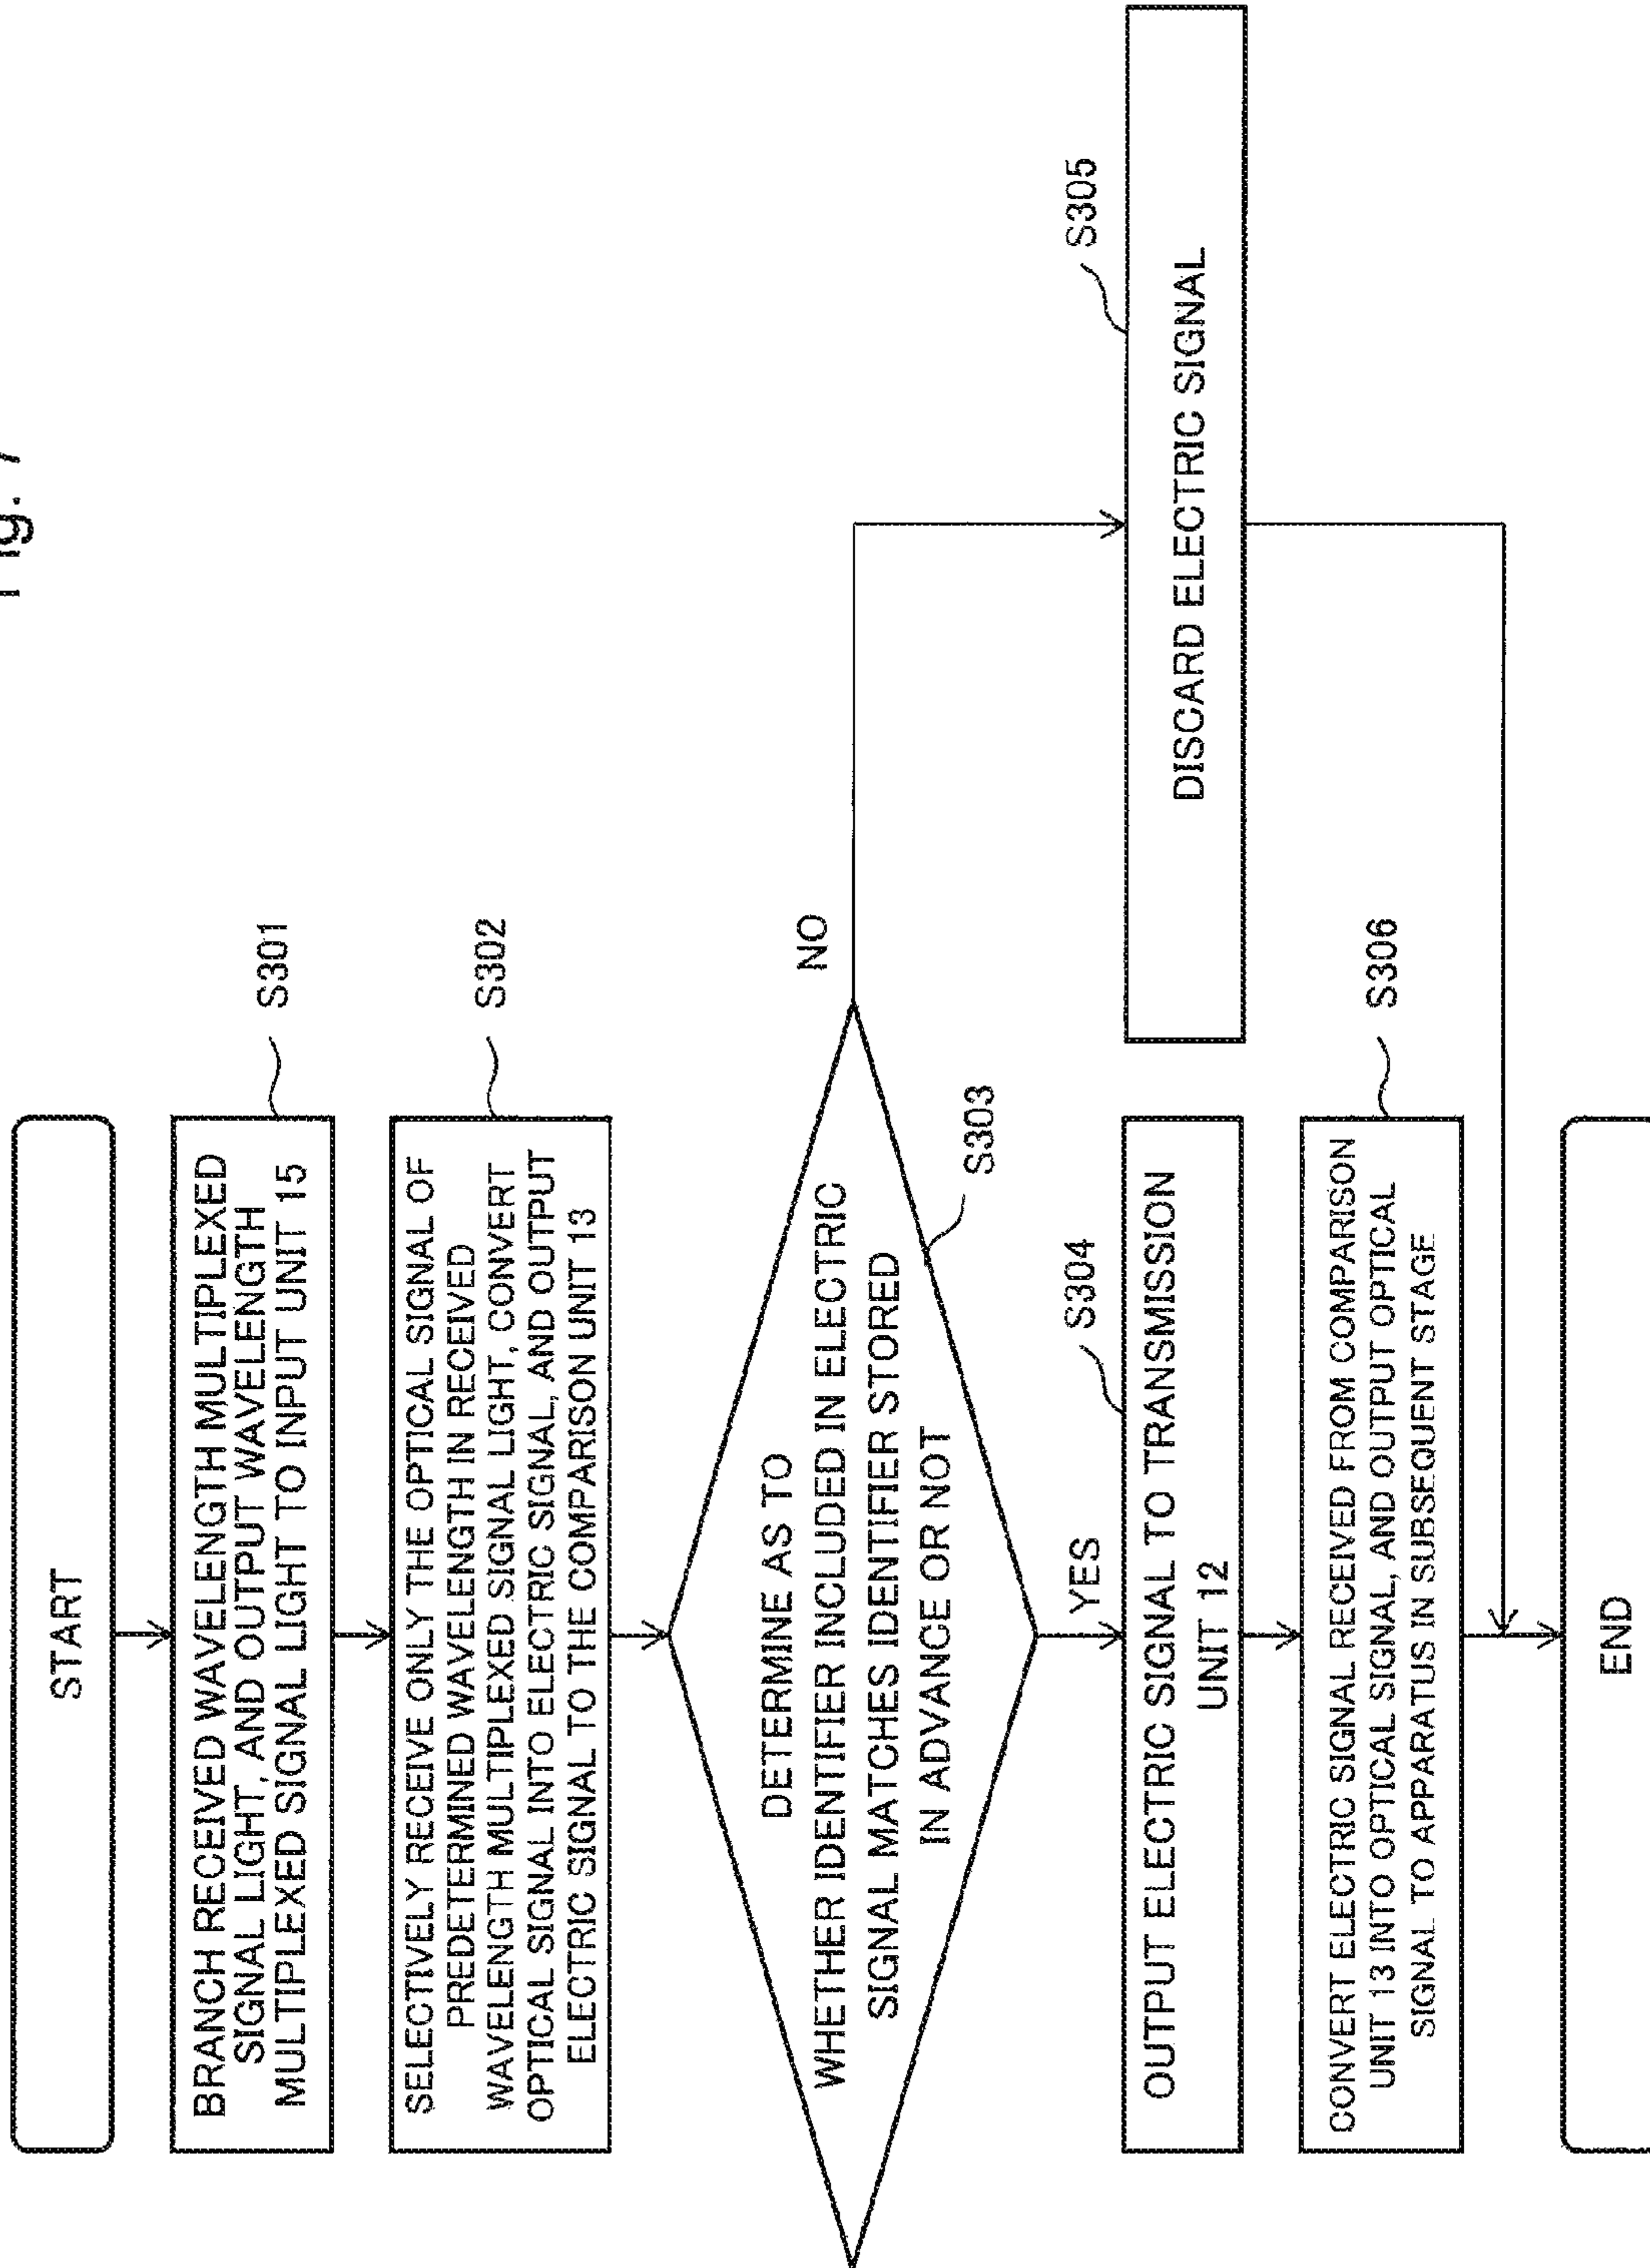 Fig. 7
START
BRANCH RECEIVED WAVELENGTH MULTIPLEXED
SIGNAL LIGHT, AND OUTPUT WAVELENGTH
MULTIPLEXED SIGNAL LIGHT TO INPUT UNIT 15
S301
SELECTIVELY RECEIVE ONLY THE OPTICAL SIGNAL OF
PREDETERMINED WAVELENGTH IN RECEIVED
WAVELENGTH MULTIPLEXED SIGNAL LIGHT, CONVERT
OPTICAL SIGNAL INTO ELECTRIC SIGNAL, AND OUTPUT
ELECTRIC SIGNAL TO THE COMPARISON UNIT 13
S302
DETERMINE AS TO
WHETHER IDENTIFIER INCLUDED IN ELECTRIC
SIGNAL MATCHES IDENTIFIER STORED
IN ADVANCE OR NOT
S303
NO
YES
OUTPUT ELECTRIC SIGNAL TO TRANSMISSION
UNIT 12
S304
DISCARD ELECTRIC SIGNAL
S305
CONVERT ELECTRIC SIGNAL RECEIVED FROM COMPARISON
UNIT 13 INTO OPTICAL SIGNAL, AND OUTPUT OPTICAL
SIGNAL TO APPARATUS IN SUBSEQUENT STAGE
S306
END